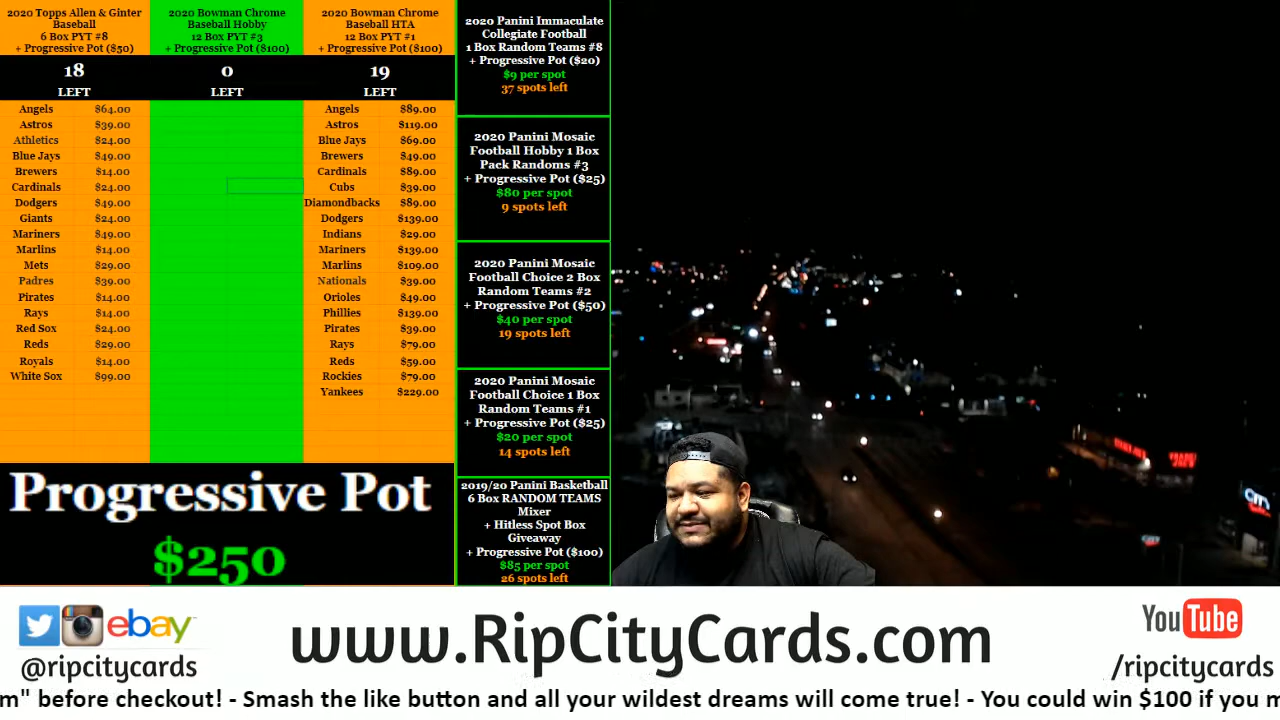 2020 Topps Allen & Ginter
Baseball
6 Box PYT #8
+ Progressive Pot ($50)
18
LEFT
Angels $64.00
Astros $39.00
Athletics $24.00
Blue Jays $49.00
Brewers $14.00
Cardinals $24.00
Dodgers $49.00
Giants $24.00
Mariners $49.00
Marlins $14.00
Mets $29.00
Padres $39.00
Pirates $14.00
Rays $14.00
Red Sox $24.00
Reds $29.00
Royals $14.00
White Sox $99.00
2020 Bowman Chrome
Baseball Hobby
12 Box PYT #3
+ Progressive Pot ($100)
0
LEFT
2020 Bowman Chrome
Baseball HTA
12 Box PYT #1
+ Progressive Pot ($100)
19
LEFT
Angels $89.00
Astros $119.00
Blue Jays $69.00
Brewers $49.00
Cardinals $89.00
Cubs $39.00
Diamondbacks $89.00
Dodgers $139.00
Indians $29.00
Mariners $139.00
Marlins $109.00
Nationals $39.00
Orioles $49.00
Phillies $139.00
Pirates $39.00
Rays $79.00
Reds $59.00
Rockies $79.00
Yankees $229.00
Progressive Pot
$250
2020 Panini Immaculate
Collegiate Football
1 Box Random Teams #8
+ Progressive Pot ($20)
$9 per spot
37 spots left
2020 Panini Mosaic
Football Hobby 1 Box
Pack Randoms #3
+ Progressive Pot ($25)
$80 per spot
9 spots left
2020 Panini Mosaic
Football Choice 2 Box
Random Teams #2
+ Progressive Pot ($50)
$40 per spot
19 spots left
2020 Panini Mosaic
Football Choice 1 Box
Random Teams #1
+ Progressive Pot ($25)
$20 per spot
14 spots left
2019/20 Panini Basketball
6 Box RANDOM TEAMS
Mixer
+ Hitless Spot Box
Giveaway
+ Progressive Pot ($100)
$85 per spot
26 spots left
ebay
@ripcitycards
www.RipCityCards.com
YouTube
/ripcitycards
m" before checkout! - Smash the like button and all your wildest dreams will come true! - You could win $100 if you m